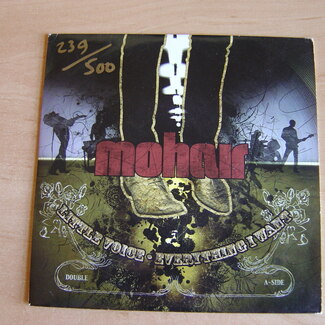 239/500
mohair
LITTLE VOICE • EVERYTHING I WANT
DOUBLE A-SIDE